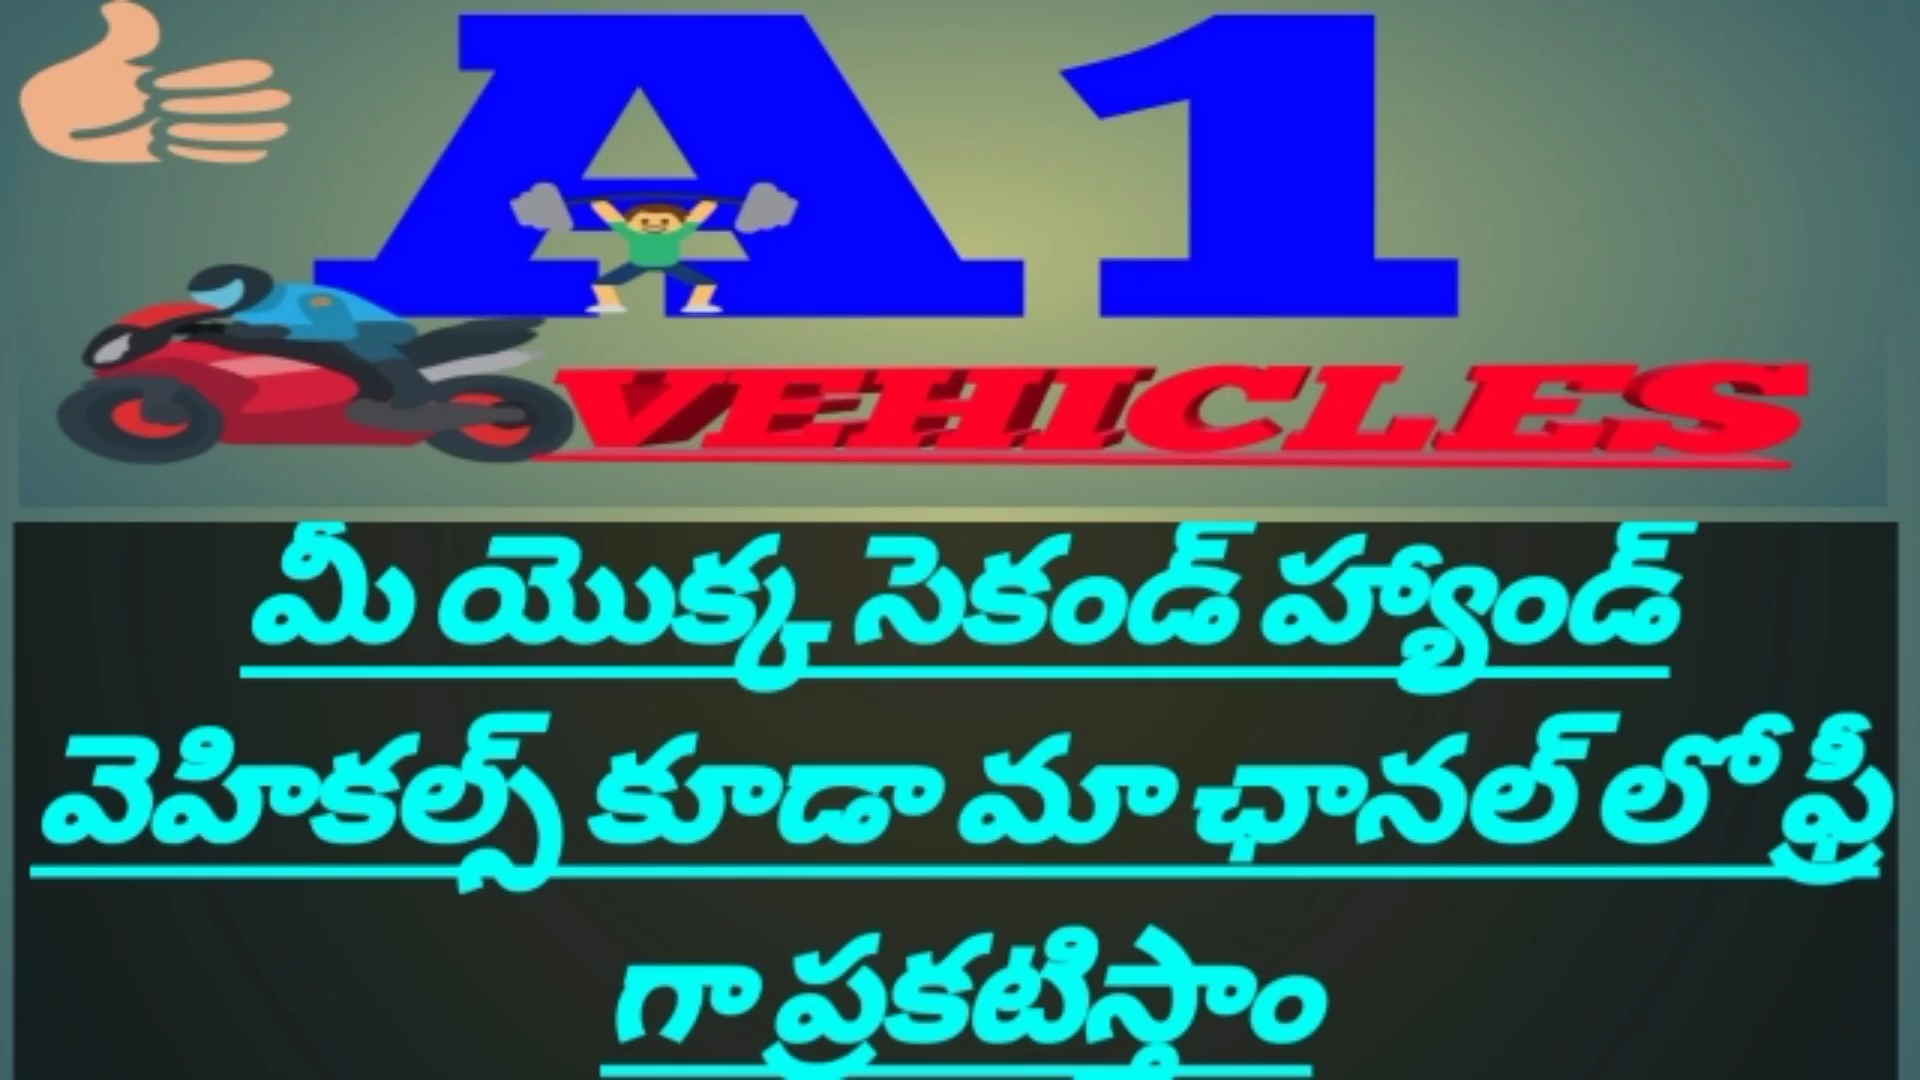 A1
VEHICLES
మీ యొక్క సెకండ్ హ్యాండ్
వెహికల్స్ కూడా మా ఛానల్ లో ఫ్రీ
గా ప్రకటిస్తాం